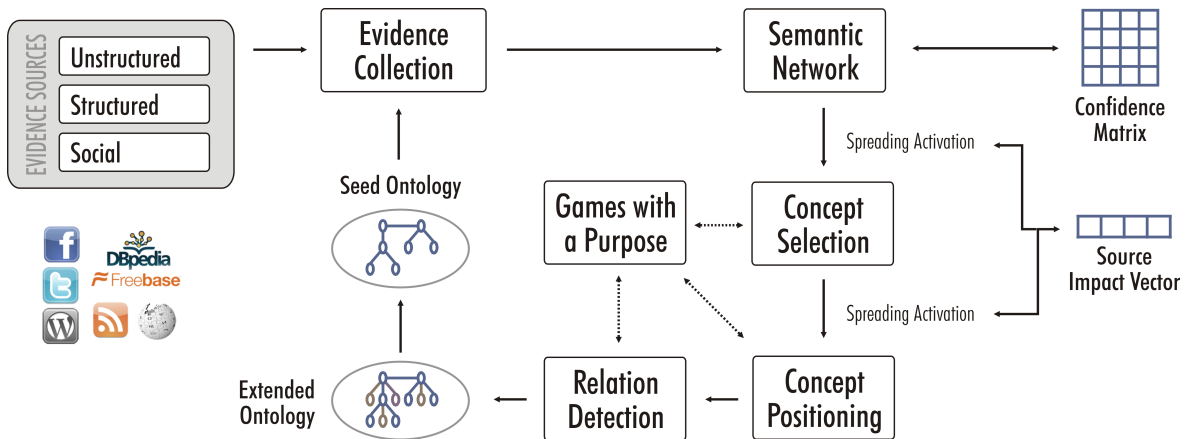 EVIDENCE SOURCES
Unstructured
Structured
Social
Evidence
Collection
Semantic
Network
Confidence
Matrix
Spreading Activation
Seed Ontology
Games with
a Purpose
Concept
Selection
Source
Impact Vector
f
DBpedia
Freebase
t
W
Spreading Activation
Extended
Ontology
Relation
Detection
Concept
Positioning